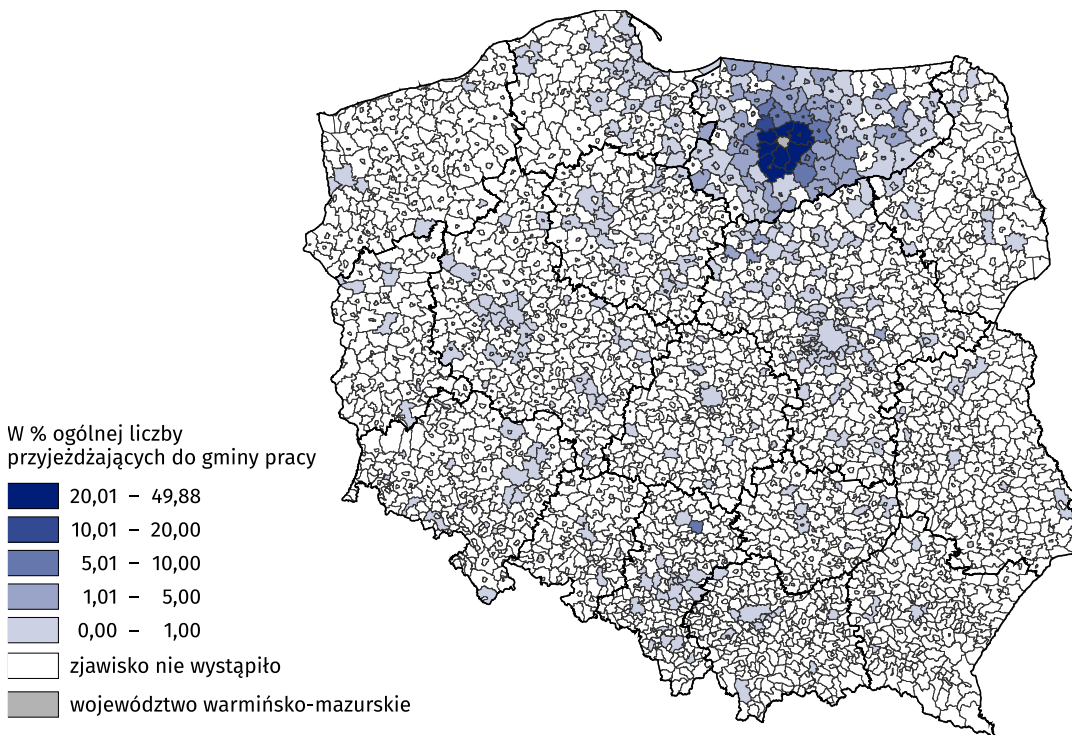 W % ogólnej liczby
przyjeżdżających do gminy pracy
20,01 – 49,88
10,01 – 20,00
5,01 – 10,00
1,01 – 5,00
0,00 – 1,00
zjawisko nie wystąpiło
województwo warmińsko-mazurskie